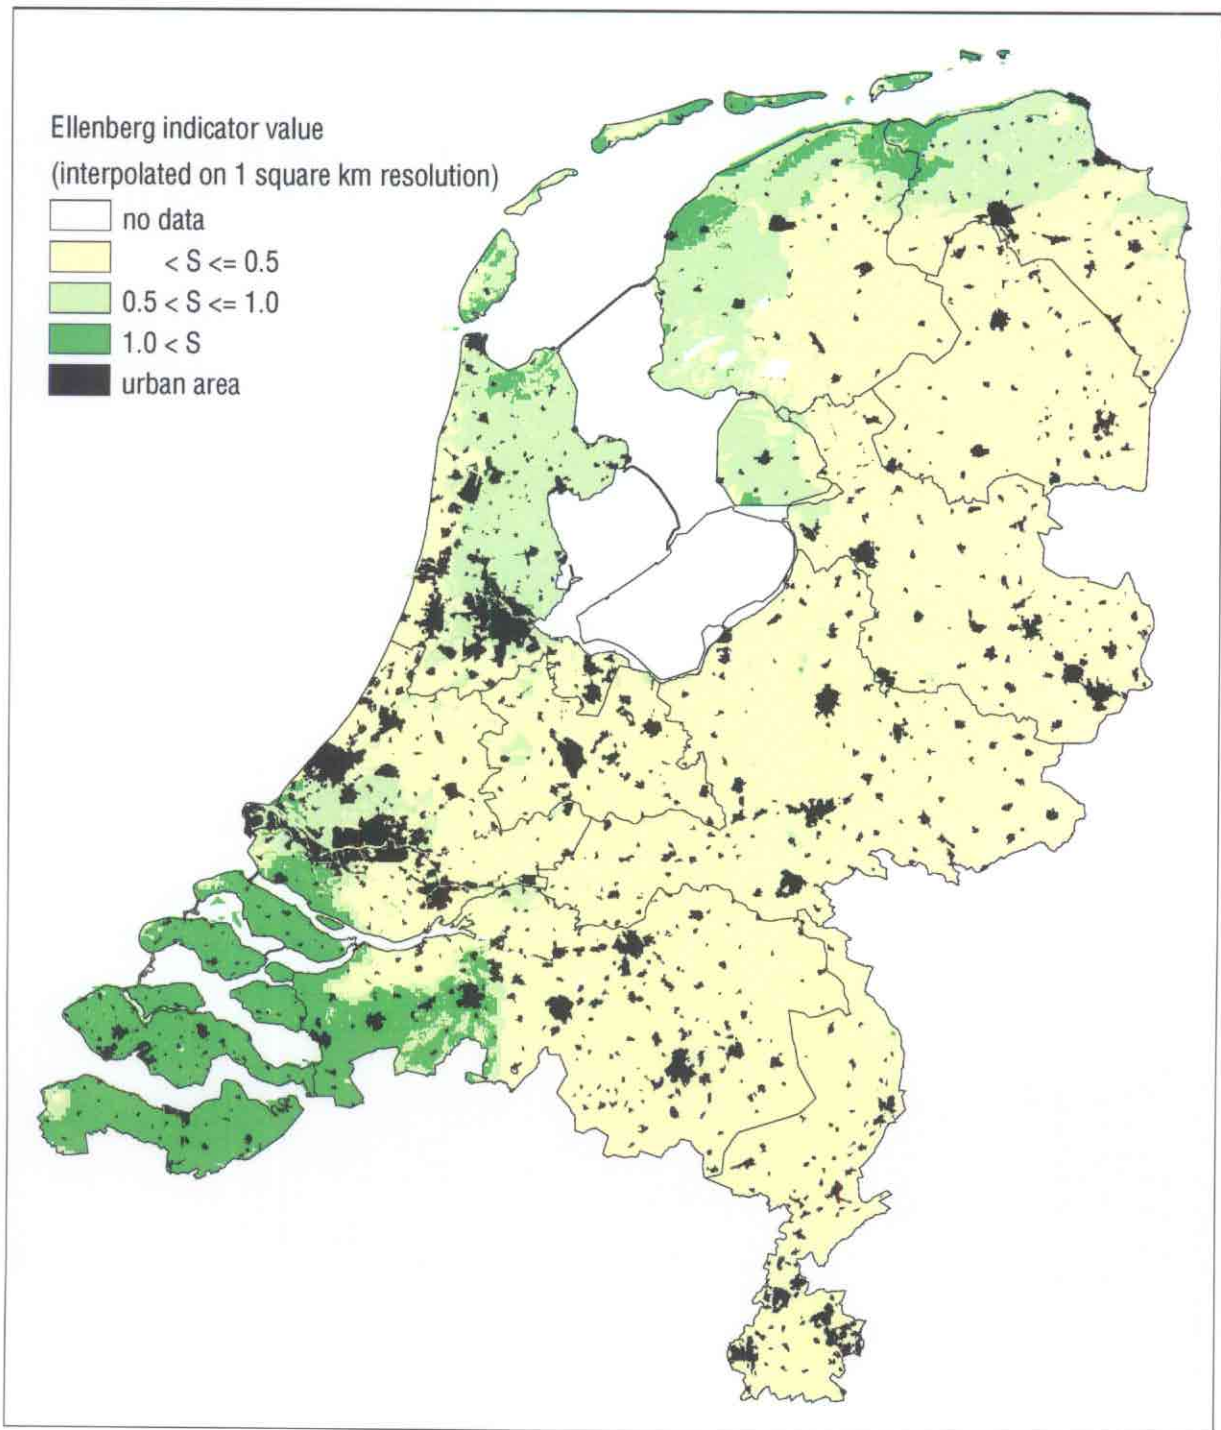 Ellenberg indicator value
(interpolated on 1 square km resolution)
no data
< S <= 0.5
0.5 < S <= 1.0
1.0 < S
urban area